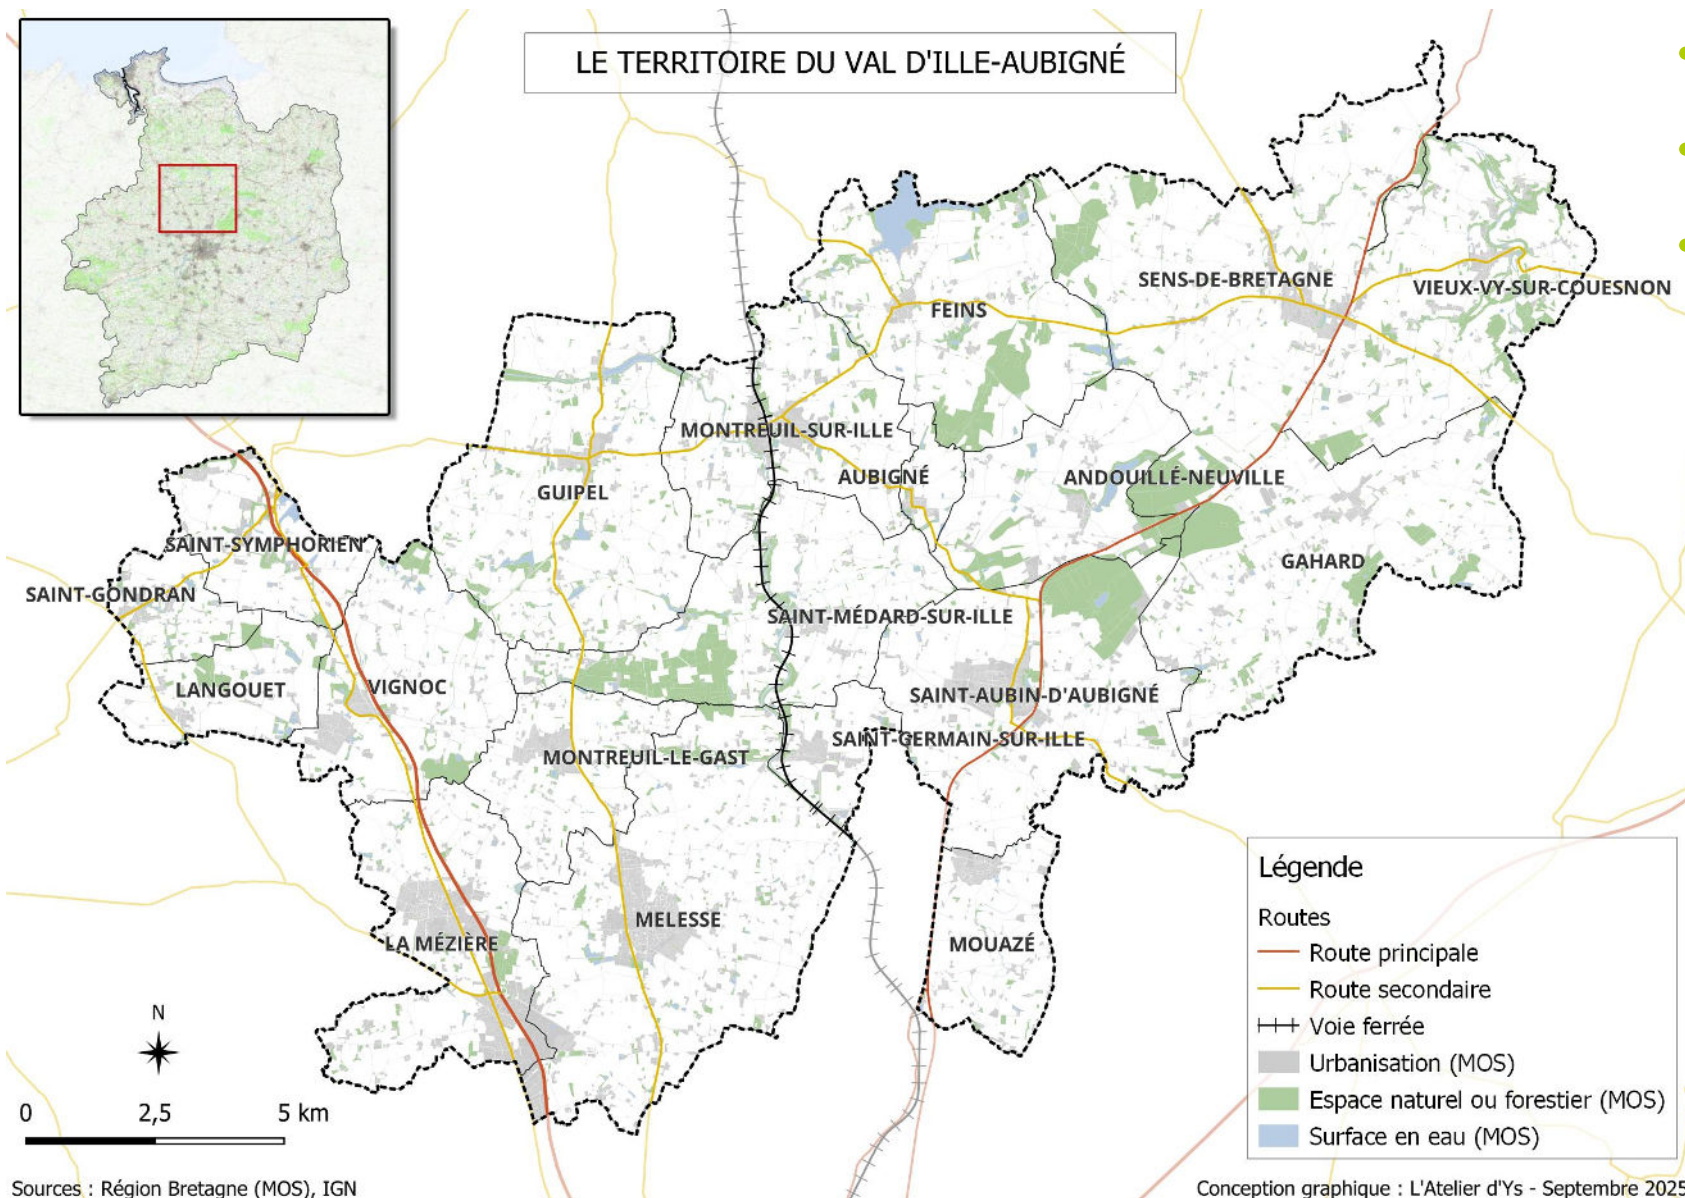 LE TERRITOIRE DU VAL D'ILLE-AUBIGNÉ
SENS-DE-BRETAGNE
VIEUX-VY-SUR-COUESNON
FEINS
MONTREUIL-SUR-ILLE
AUBIGNÉ
ANDOUILLÉ-NEUVILLE
GUIPEL
SAINT-SYMPHORIEN
GAHARD
SAINT-GONDRAN
SAINT-MÉDARD-SUR-ILLE
LANGOUET
VIGNOC
SAINT-AUBIN-D'AUBIGNÉ
SAINT-GERMAIN-SUR-ILLE
MONTREUIL-LE-GAST
MELESSE
LA MÉZIÈRE
MOUAZÉ
Légende
Routes
Route principale
Route secondaire
Voie ferrée
Urbanisation (MOS)
Espace naturel ou forestier (MOS)
Surface en eau (MOS)
N
0 2,5 5 km
Sources : Région Bretagne (MOS), IGN
Conception graphique : L'Atelier d'Ys - Septembre 2025